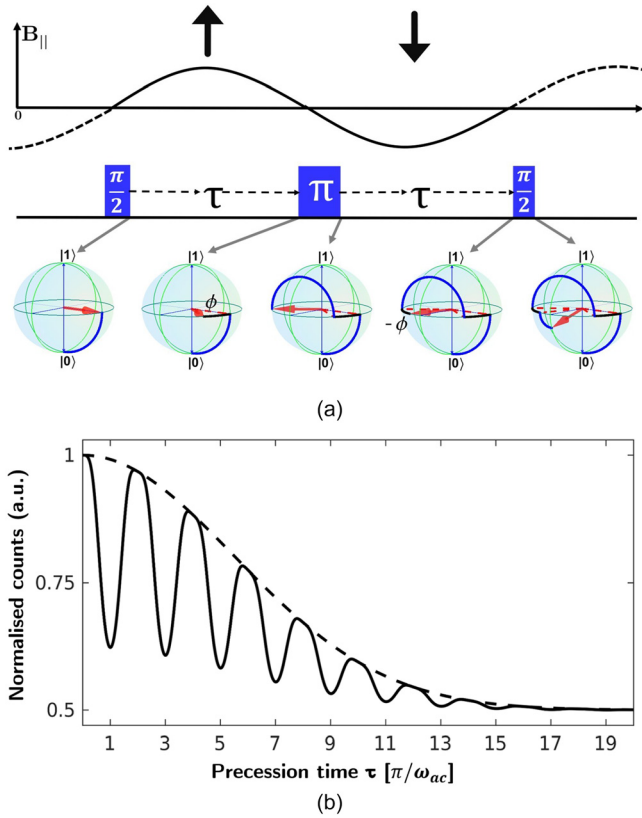 B||
0
π/2 τ π τ π/2
|1⟩ |1⟩ |1⟩ |1⟩ |1⟩
ϕ
-ϕ
|0⟩ |0⟩ |0⟩ |0⟩ |0⟩
(a)
Normalised counts (a.u.)
1
0.75
0.5
1 3 5 7 9 11 13 15 17 19
Precession time τ [π/ω_ac]
(b)